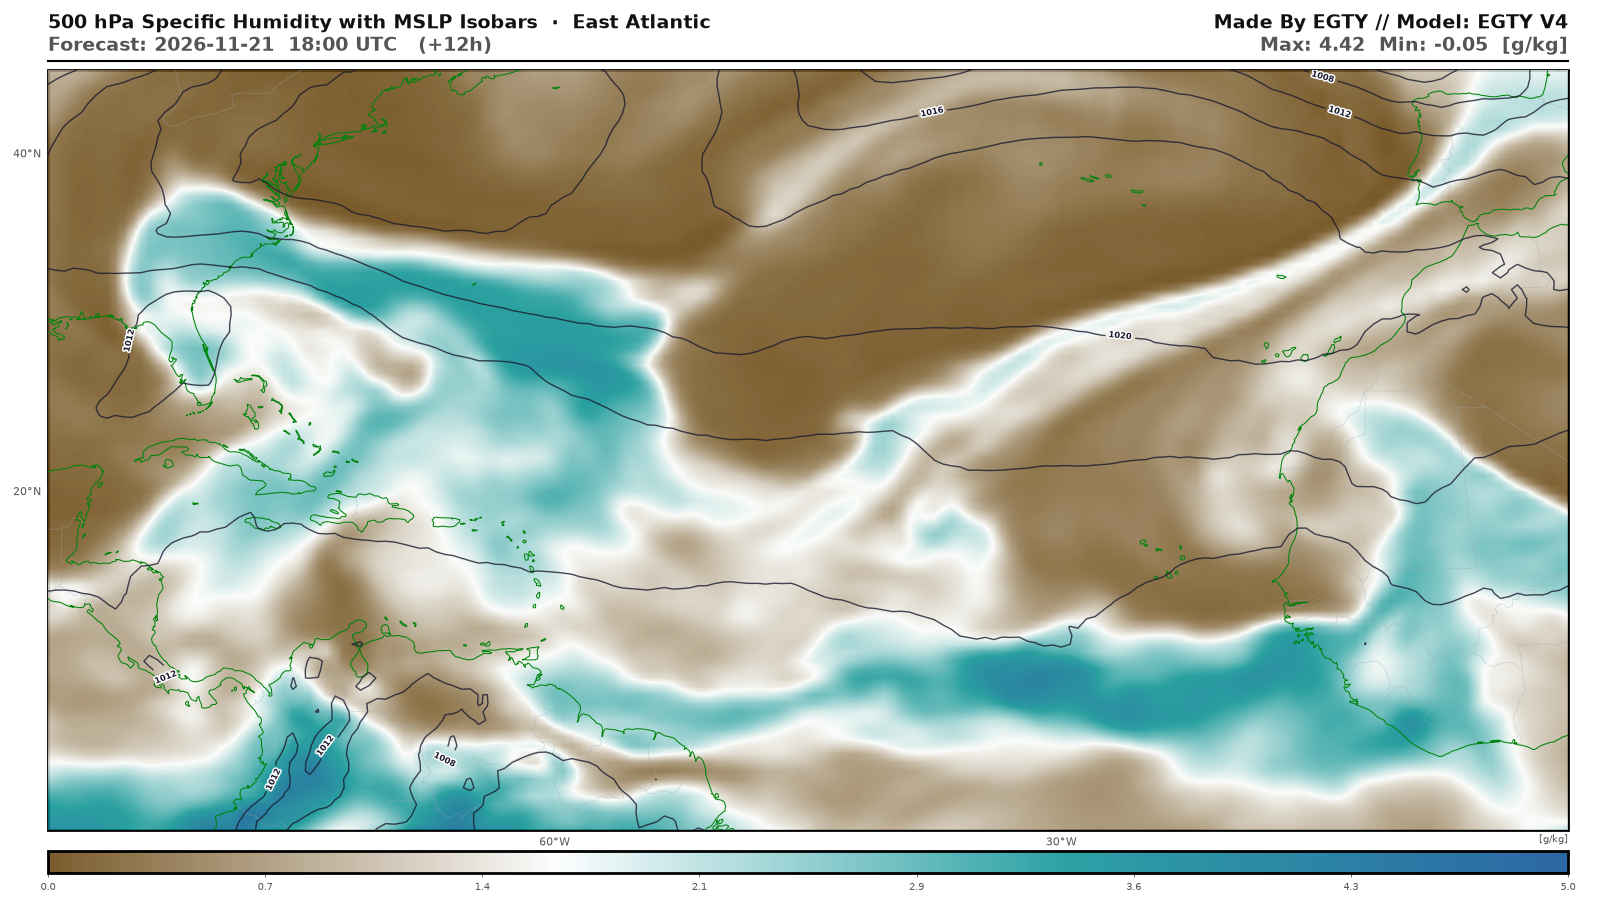 500 hPa Specific Humidity with MSLP Isobars · East Atlantic
Made By EGTY // Model: EGTY V4
Forecast: 2026-11-21 18:00 UTC (+12h)
Max: 4.42 Min: -0.05 [g/kg]
1008
1016
1012
40°N
1012
1020
20°N
1012
1012
1008
1012
60°W
30°W
[g/kg]
0.0
0.7
1.4
2.1
2.9
3.6
4.3
5.0